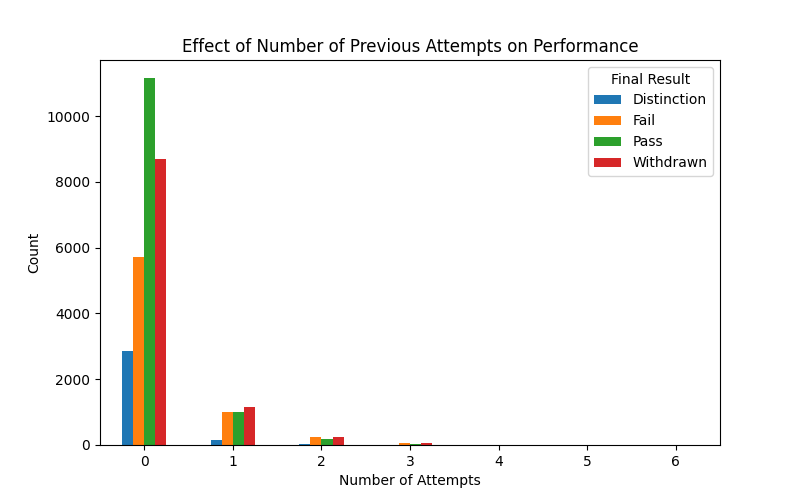 Effect of Number of Previous Attempts on Performance
Final Result
Distinction
Fail
Pass
Withdrawn
10000
8000
6000
4000
2000
0
Count
0 1 2 3 4 5 6
Number of Attempts